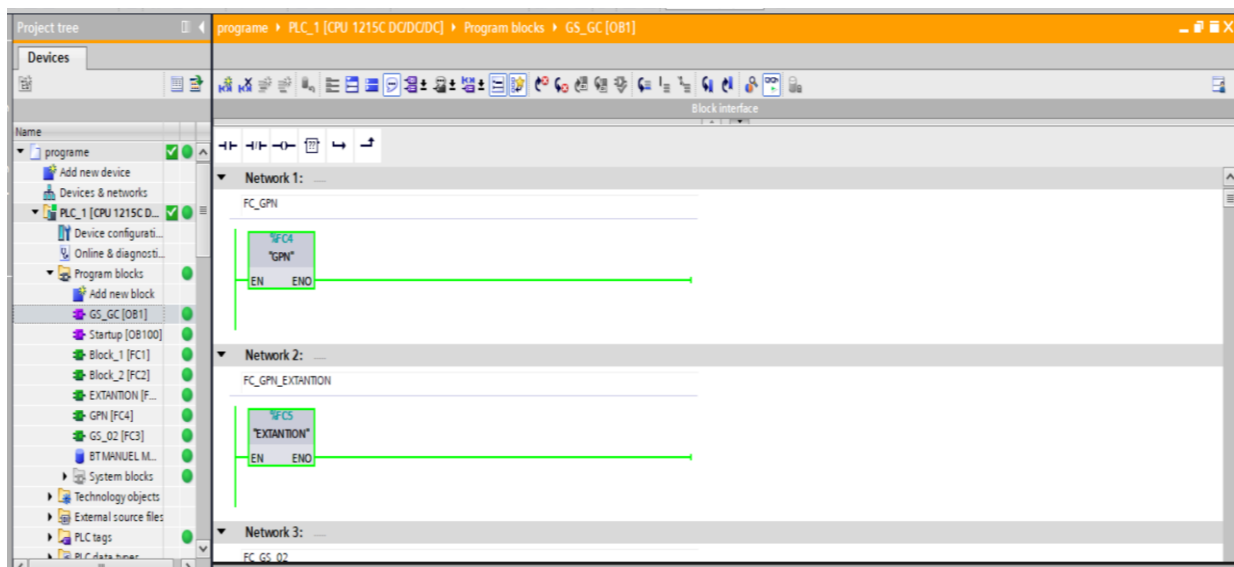 Project tree
programe ▸ PLC_1 [CPU 1215C DC/DC/DC] ▸ Program blocks ▸ GS_GC [OB1]
Devices
Block interface
Name
programe
Add new device
Devices & networks
PLC_1 [CPU 1215C D...
Device configurati...
Online & diagnosti...
Program blocks
Add new block
GS_GC [OB1]
Startup [OB100]
Block_1 [FC1]
Block_2 [FC2]
EXTANTION [F...
GPN [FC4]
GS_02 [FC3]
BT MANUEL M...
System blocks
Technology objects
External source files
PLC tags
PLC data types
Network 1:
FC_GPN
%FC4
"GPN"
EN ENO
Network 2:
FC_GPN_EXTANTION
%FC5
"EXTANTION"
EN ENO
Network 3:
FC_GS_02